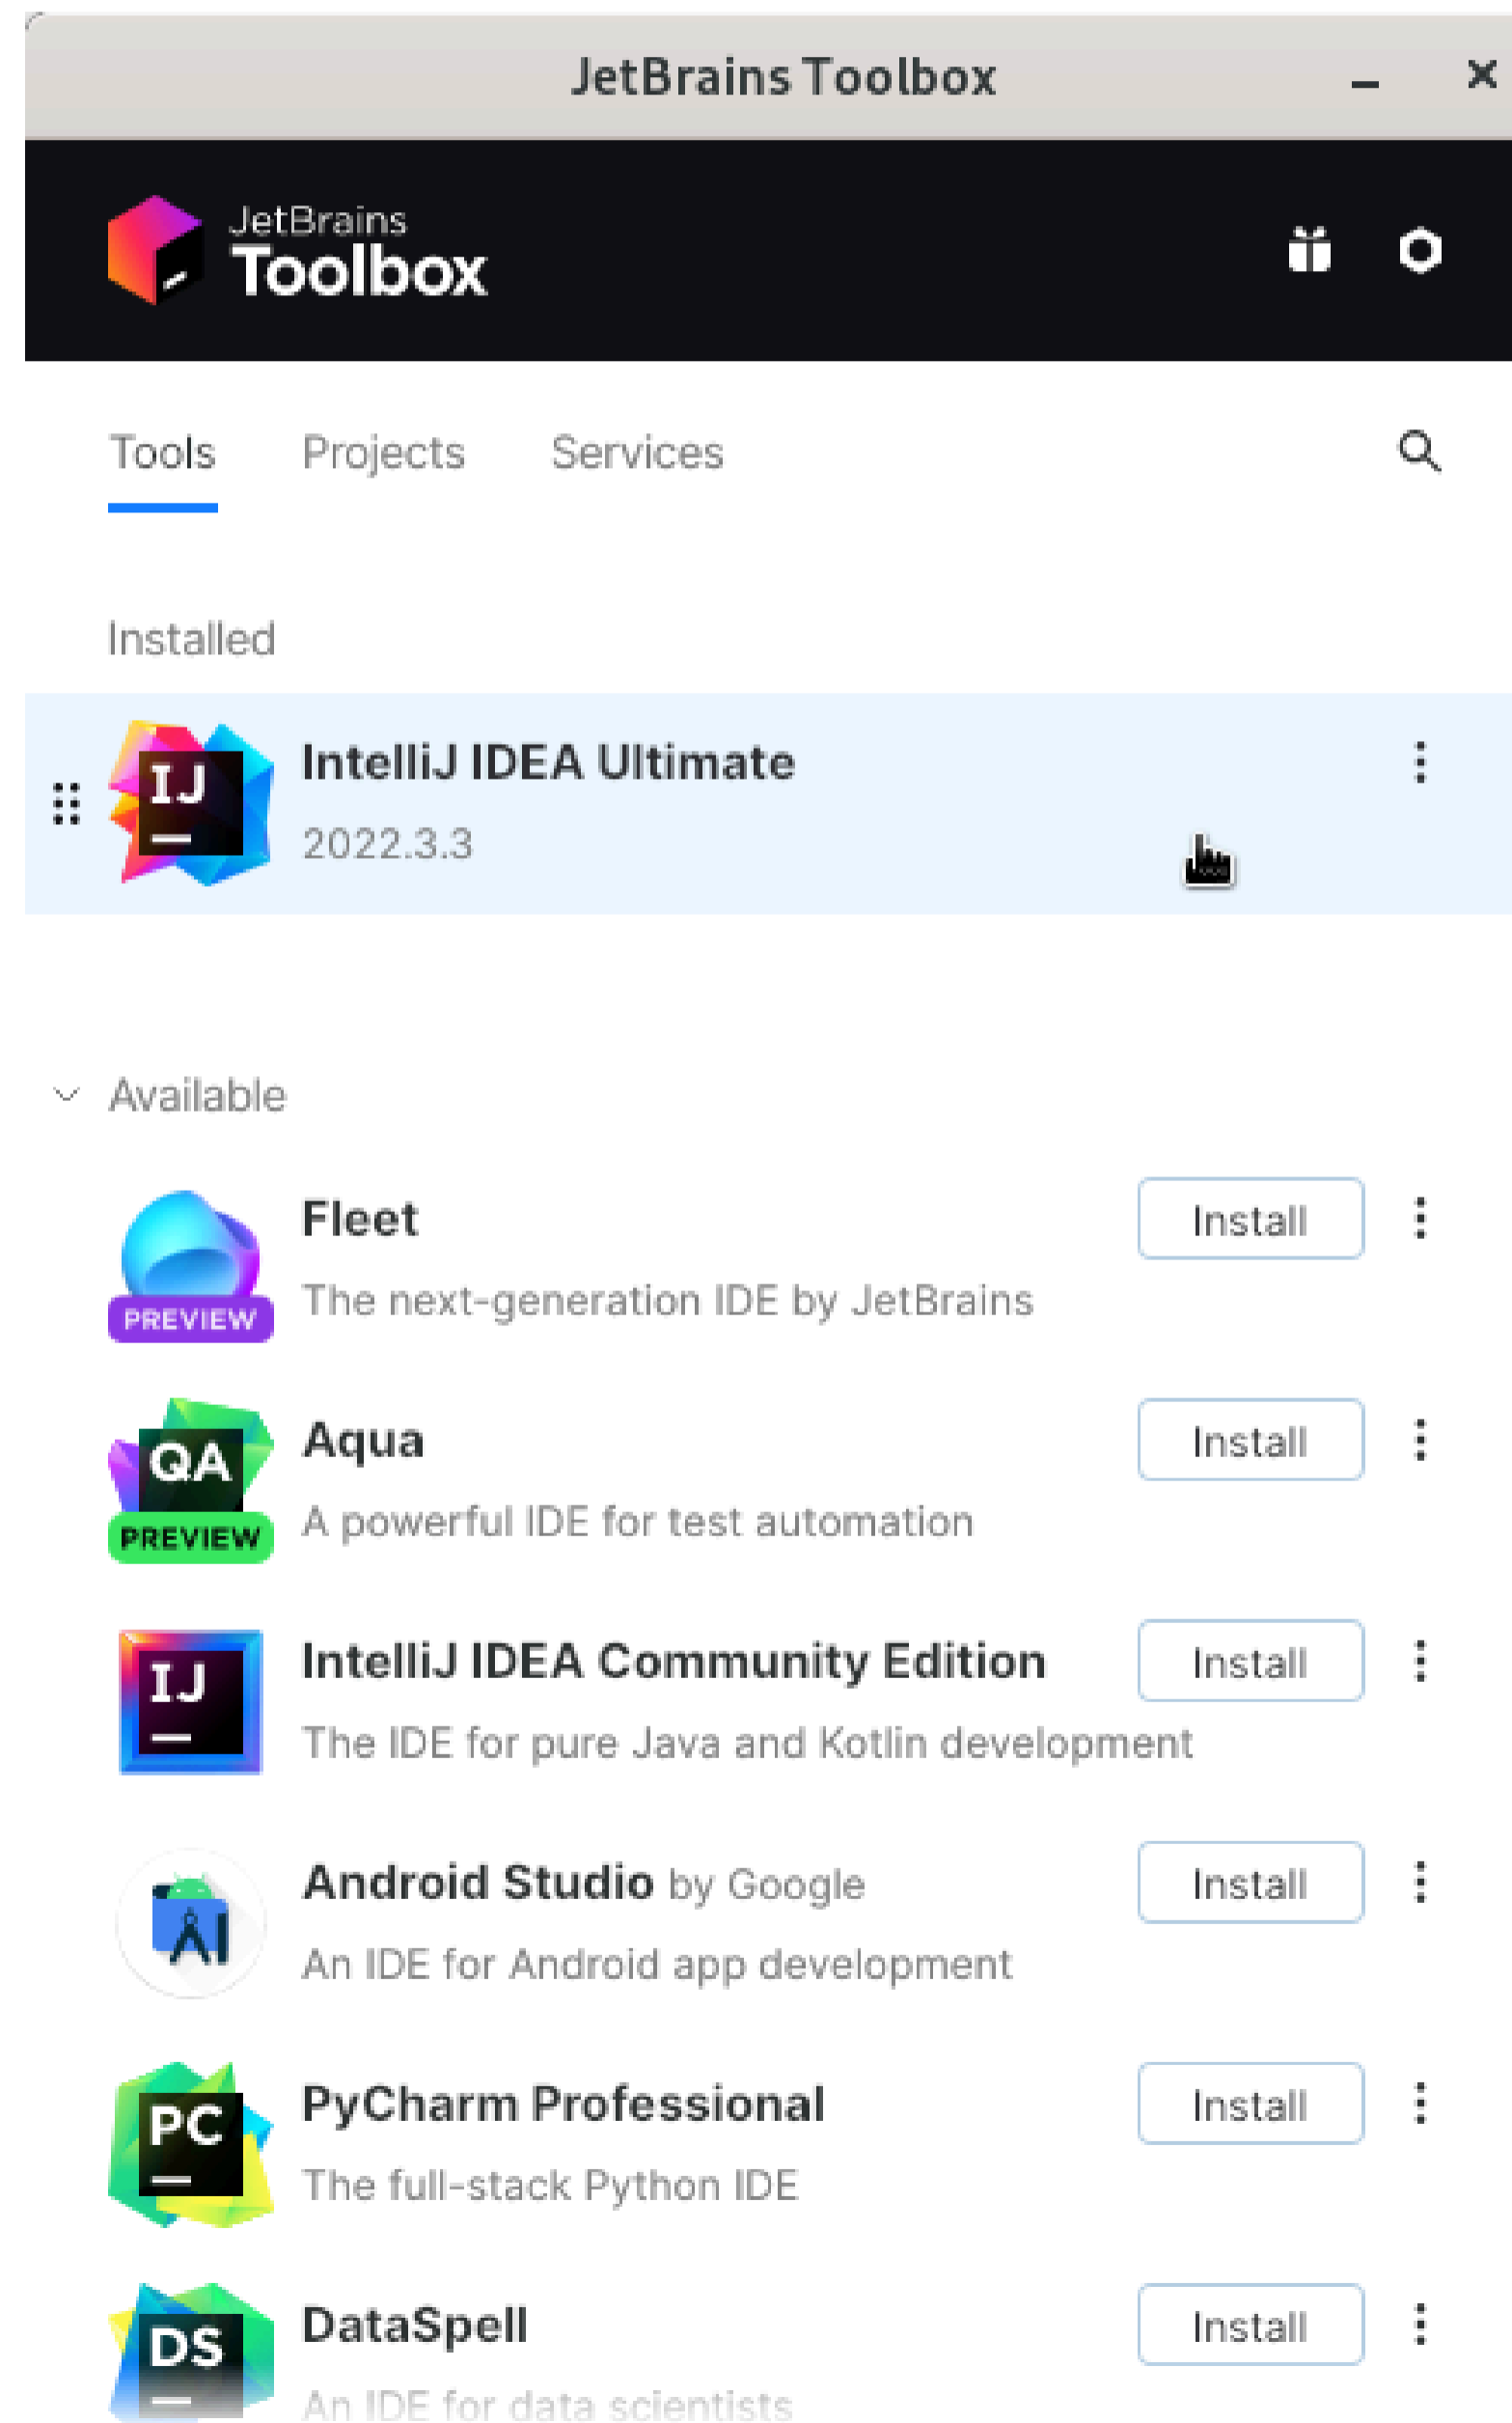 JetBrains Toolbox
JetBrains
Toolbox
Tools Projects Services
Installed
IJ
IntelliJ IDEA Ultimate
2022.3.3
Available
Fleet
Install
PREVIEW
The next-generation IDE by JetBrains
QA
Aqua
Install
PREVIEW
A powerful IDE for test automation
IJ
IntelliJ IDEA Community Edition
Install
The IDE for pure Java and Kotlin development
Android Studio by Google
Install
An IDE for Android app development
PC
PyCharm Professional
Install
The full-stack Python IDE
DS
DataSpell
Install
An IDE for data scientists